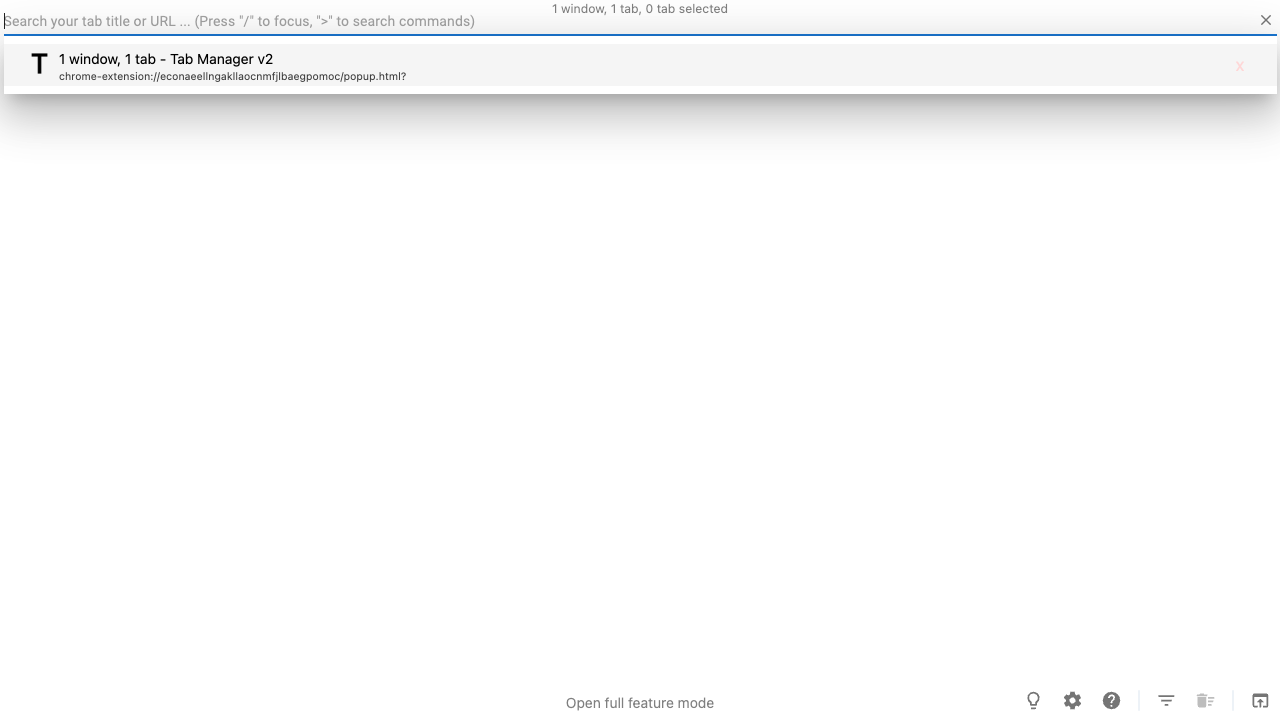 1 window, 1 tab, 0 tab selected
Search your tab title or URL ... (Press "/" to focus, ">" to search commands)
T
1 window, 1 tab - Tab Manager v2
chrome-extension://econaeellngakllaocnmfjlbaegpomoc/popup.html?
x
Open full feature mode